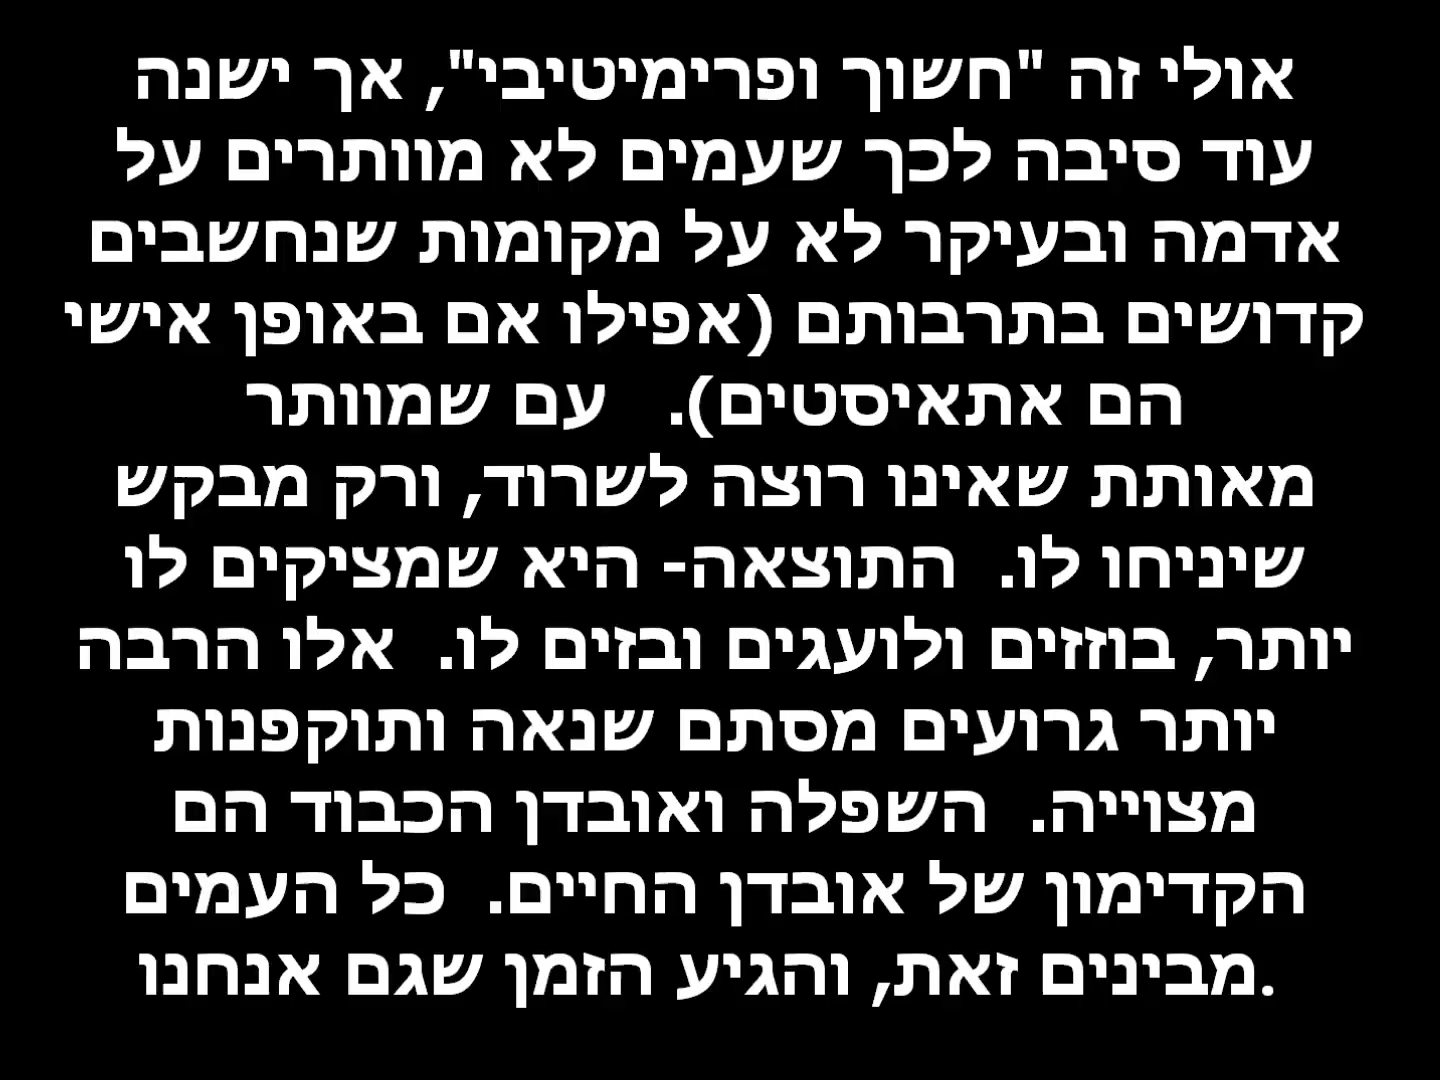 אולי זה "חשוך ופרימיטיבי", אך ישנה
עוד סיבה לכך שעמים לא מוותרים על
אדמה ובעיקר לא על מקומות שנחשבים
קדושים בתרבותם (אפילו אם באופן אישי
הם אתאיסטים).   עם שמוותר
מאותת שאינו רוצה לשרוד, ורק מבקש
שיניחו לו.  התוצאה- היא שמציקים לו
יותר, בוזזים ולועגים ובזים לו.  אלו הרבה
יותר גרועים מסתם שנאה ותוקפנות
מצוייה.  השפלה ואובדן הכבוד הם
הקדימון של אובדן החיים.  כל העמים
.מבינים זאת, והגיע הזמן שגם אנחנו